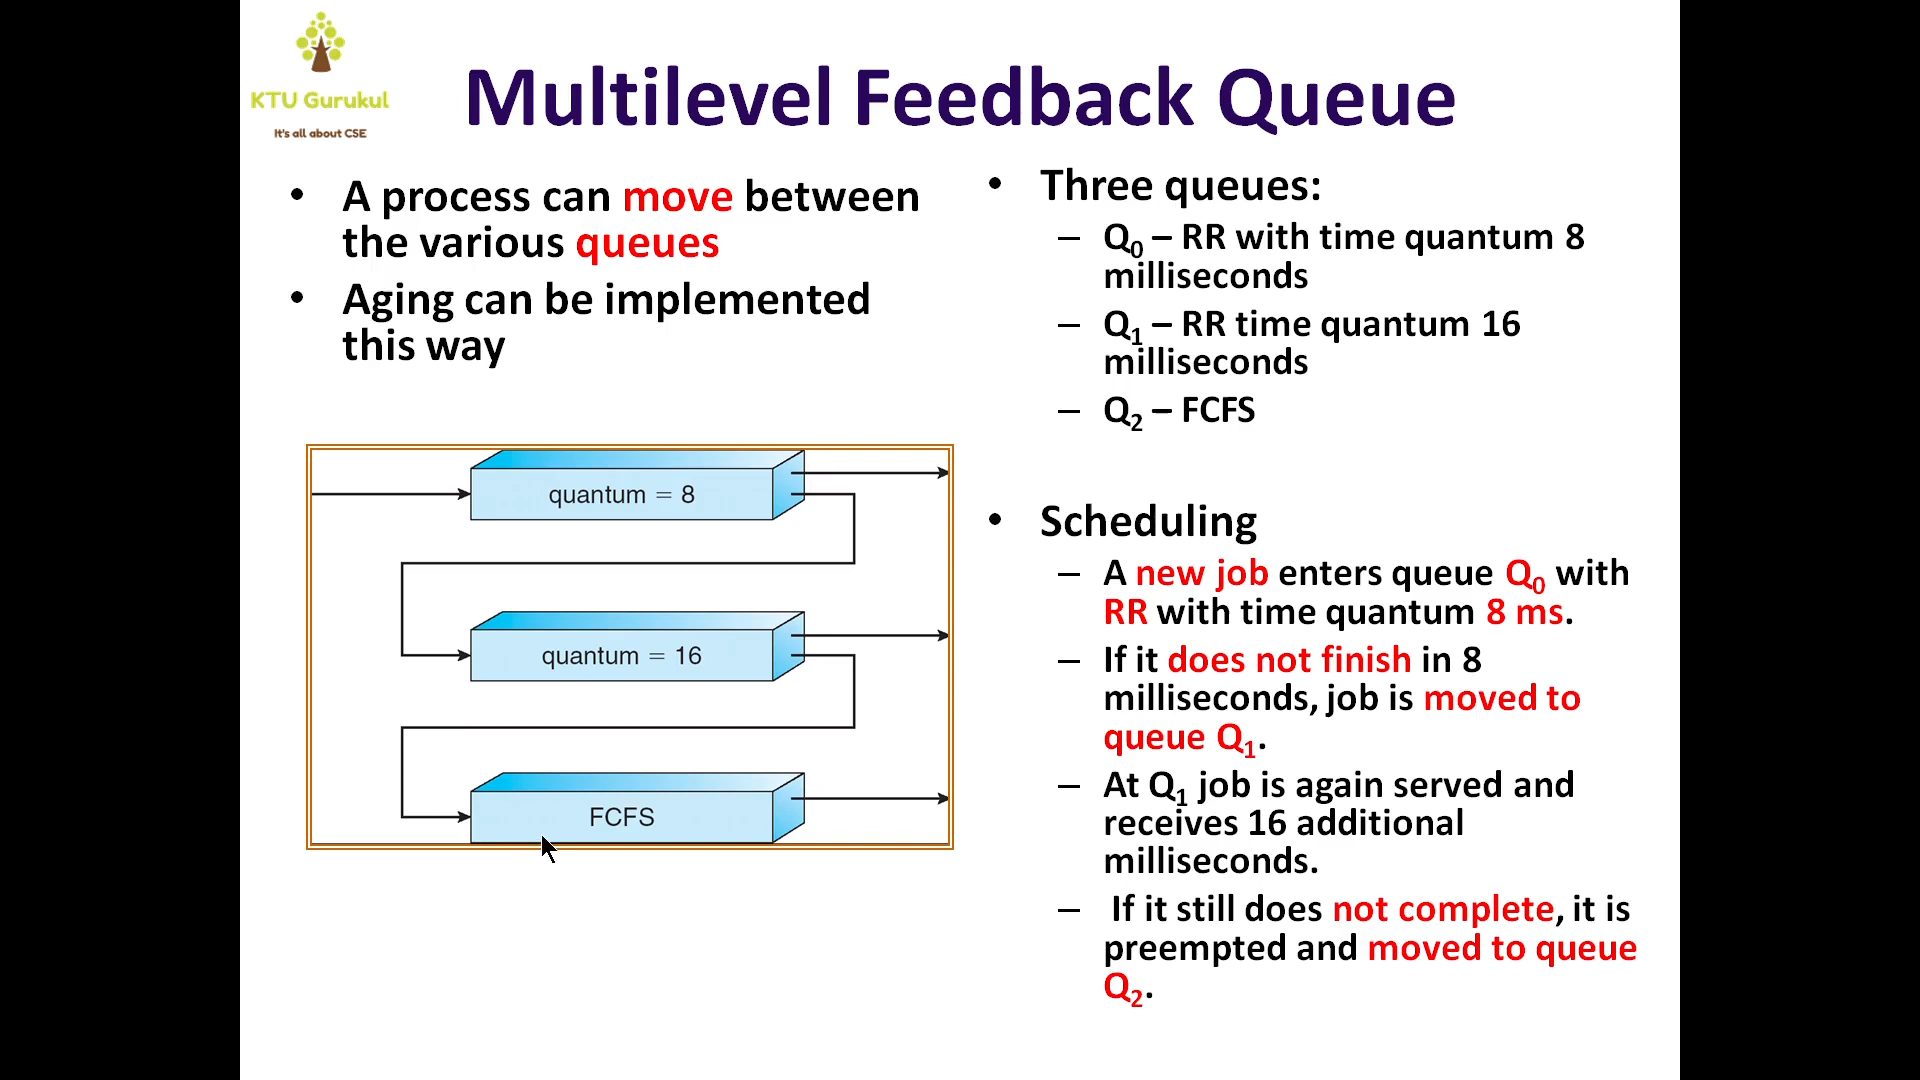 KTU Gurukul
It's all about CSE
Multilevel Feedback Queue
• A process can move between
the various queues
• Aging can be implemented
this way
quantum = 8
quantum = 16
FCFS
• Three queues:
– Q₀ – RR with time quantum 8
milliseconds
– Q₁ – RR time quantum 16
milliseconds
– Q₂ – FCFS
• Scheduling
– A new job enters queue Q₀ with
RR with time quantum 8 ms.
– If it does not finish in 8
milliseconds, job is moved to
queue Q₁.
– At Q₁ job is again served and
receives 16 additional
milliseconds.
– If it still does not complete, it is
preempted and moved to queue
Q₂.